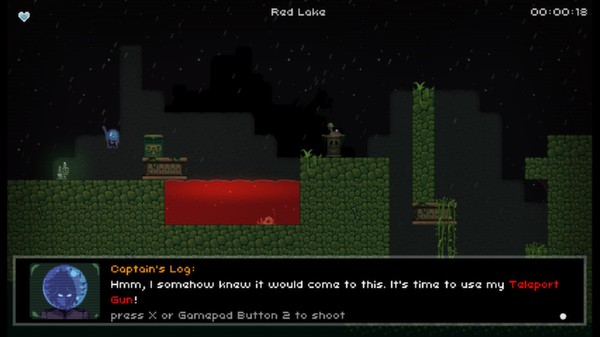 Red Lake
00:00:18
Captain's Log:
Hmm, I somehow knew it would come to this. It's time to use my Teleport
Gun!
press X or Gamepad Button 2 to shoot